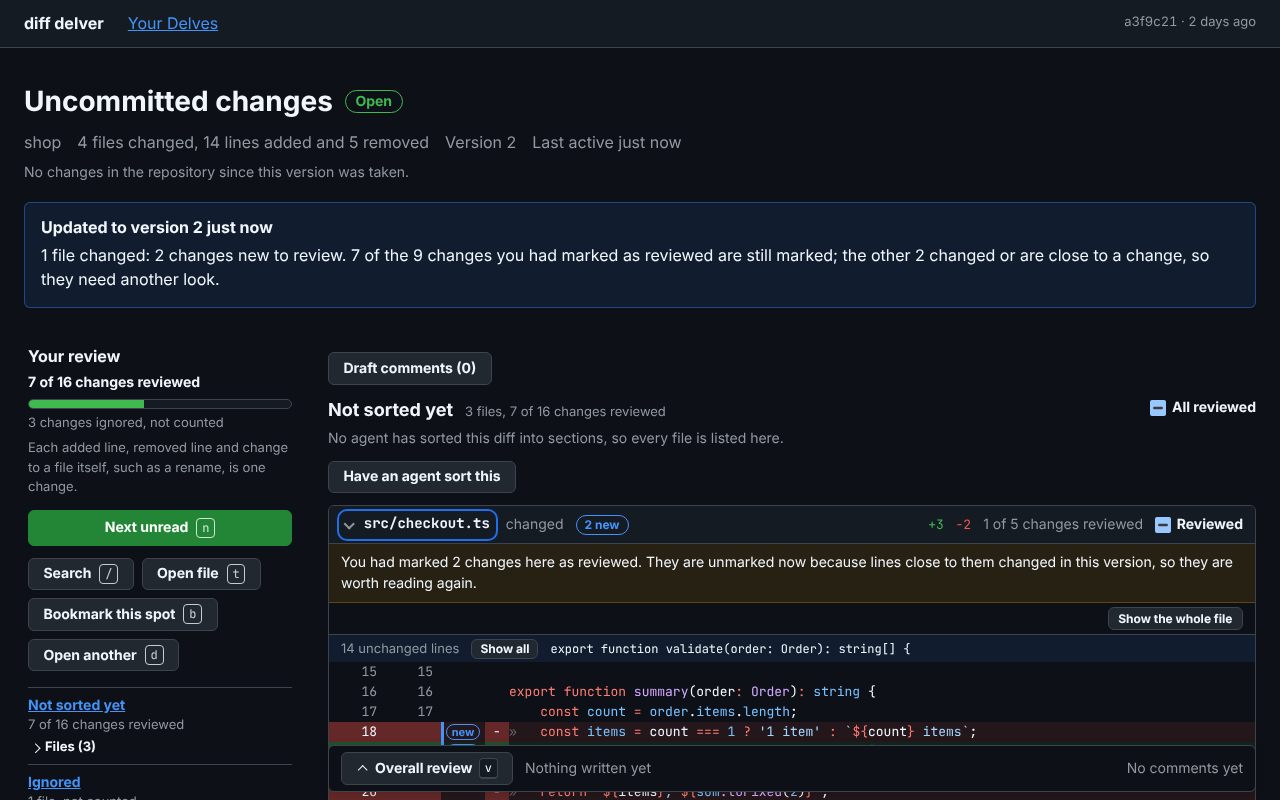 diff delver Your Delves a3f9c21 · 2 days ago
Uncommitted changes Open
shop 4 files changed, 14 lines added and 5 removed Version 2 Last active just now
No changes in the repository since this version was taken.
Updated to version 2 just now
1 file changed: 2 changes new to review. 7 of the 9 changes you had marked as reviewed are still marked; the other 2 changed or are close to a change, so
they need another look.
Your review
7 of 16 changes reviewed
3 changes ignored, not counted
Each added line, removed line and change
to a file itself, such as a rename, is one
change.
Next unread n
Search / Open file t
Bookmark this spot b
Open another d
Not sorted yet
7 of 16 changes reviewed
Files (3)
Ignored
Draft comments (0)
Not sorted yet 3 files, 7 of 16 changes reviewed All reviewed
No agent has sorted this diff into sections, so every file is listed here.
Have an agent sort this
src/checkout.ts changed 2 new +3 -2 1 of 5 changes reviewed Reviewed
You had marked 2 changes here as reviewed. They are unmarked now because lines close to them changed in this version, so they are
worth reading again.
Show the whole file
14 unchanged lines Show all export function validate(order: Order): string[] {
15 15
16 16 export function summary(order: Order): string {
17 17 const count = order.items.length;
18 new - » const items = count === 1 ? '1 item' : `${count} items`;
Overall review v Nothing written yet No comments yet